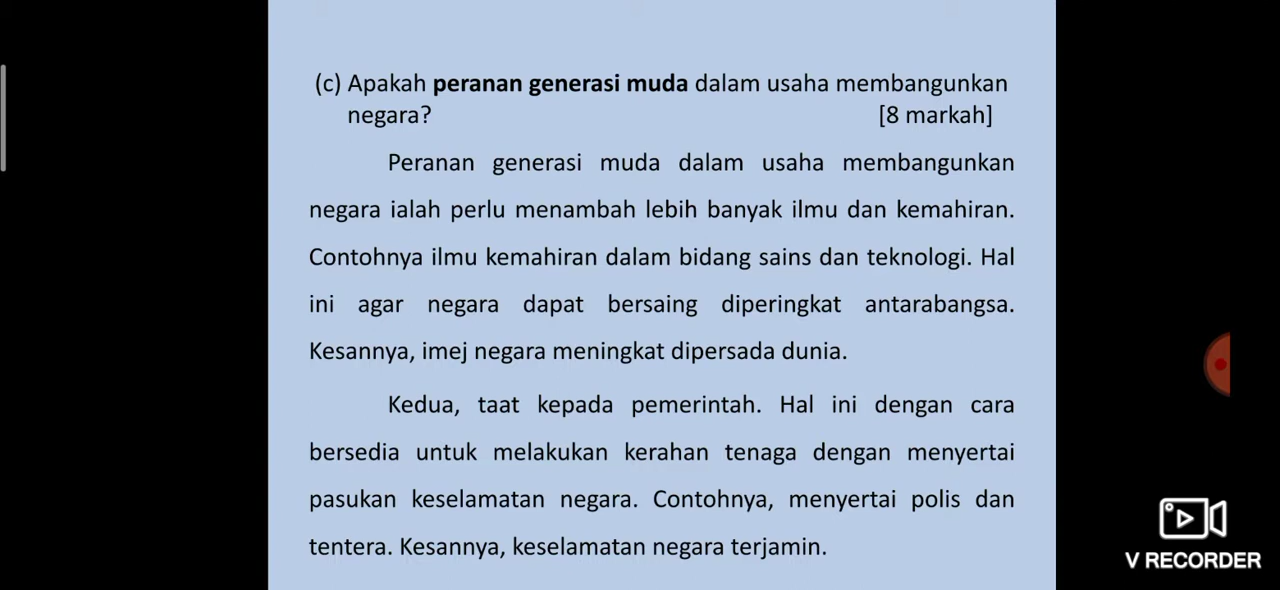 (c) Apakah peranan generasi muda dalam usaha membangunkan
negara? [8 markah]
Peranan generasi muda dalam usaha membangunkan
negara ialah perlu menambah lebih banyak ilmu dan kemahiran.
Contohnya ilmu kemahiran dalam bidang sains dan teknologi. Hal
ini agar negara dapat bersaing diperingkat antarabangsa.
Kesannya, imej negara meningkat dipersada dunia.
Kedua, taat kepada pemerintah. Hal ini dengan cara
bersedia untuk melakukan kerahan tenaga dengan menyertai
pasukan keselamatan negara. Contohnya, menyertai polis dan
tentera. Kesannya, keselamatan negara terjamin.
V RECORDER